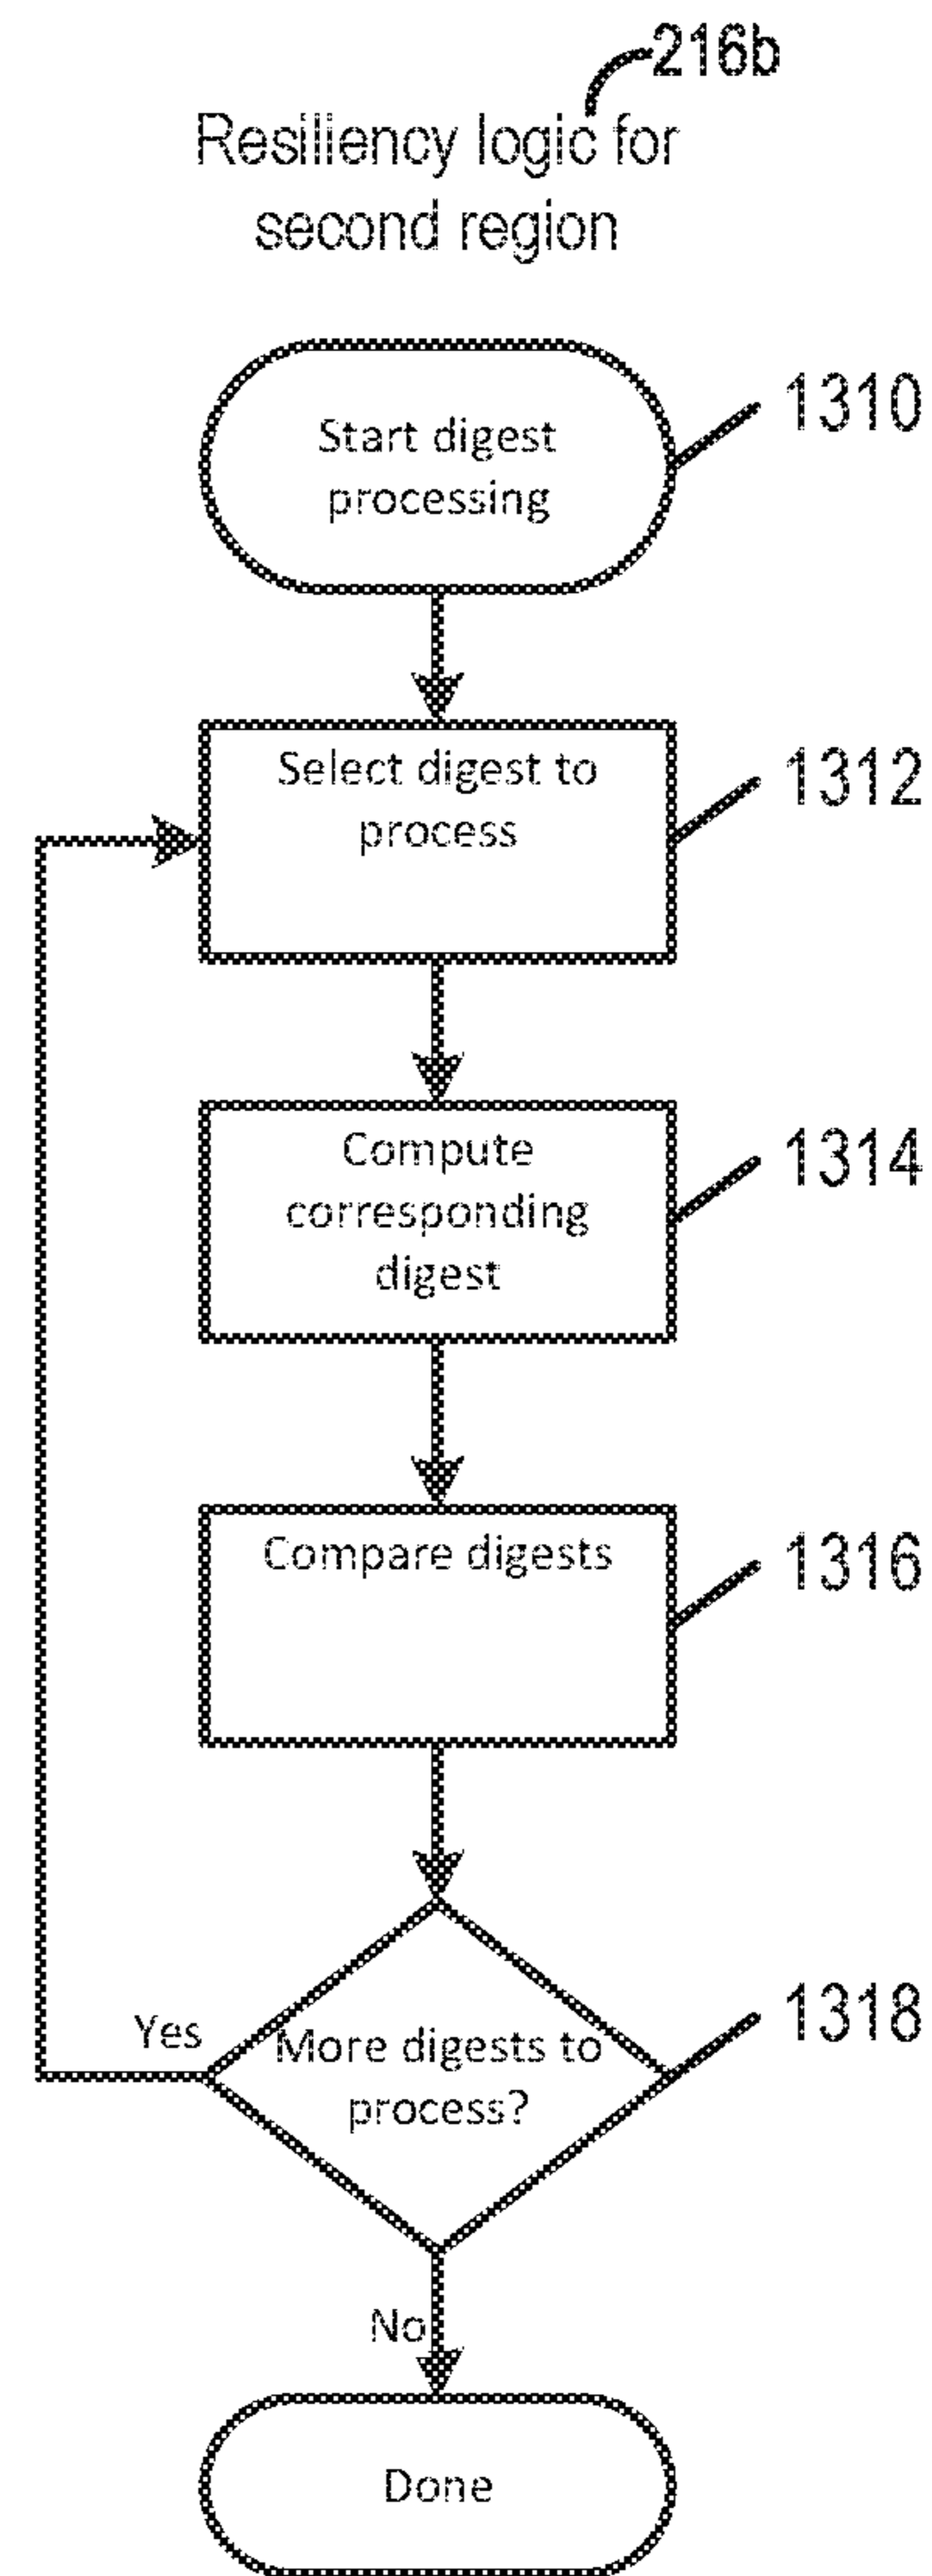 216b
Resiliency logic for
second region
Start digest
processing
1310
Select digest to
process
1312
Compute
corresponding
digest
1314
Compare digests
1316
Yes
More digests to
process?
1318
No
Done